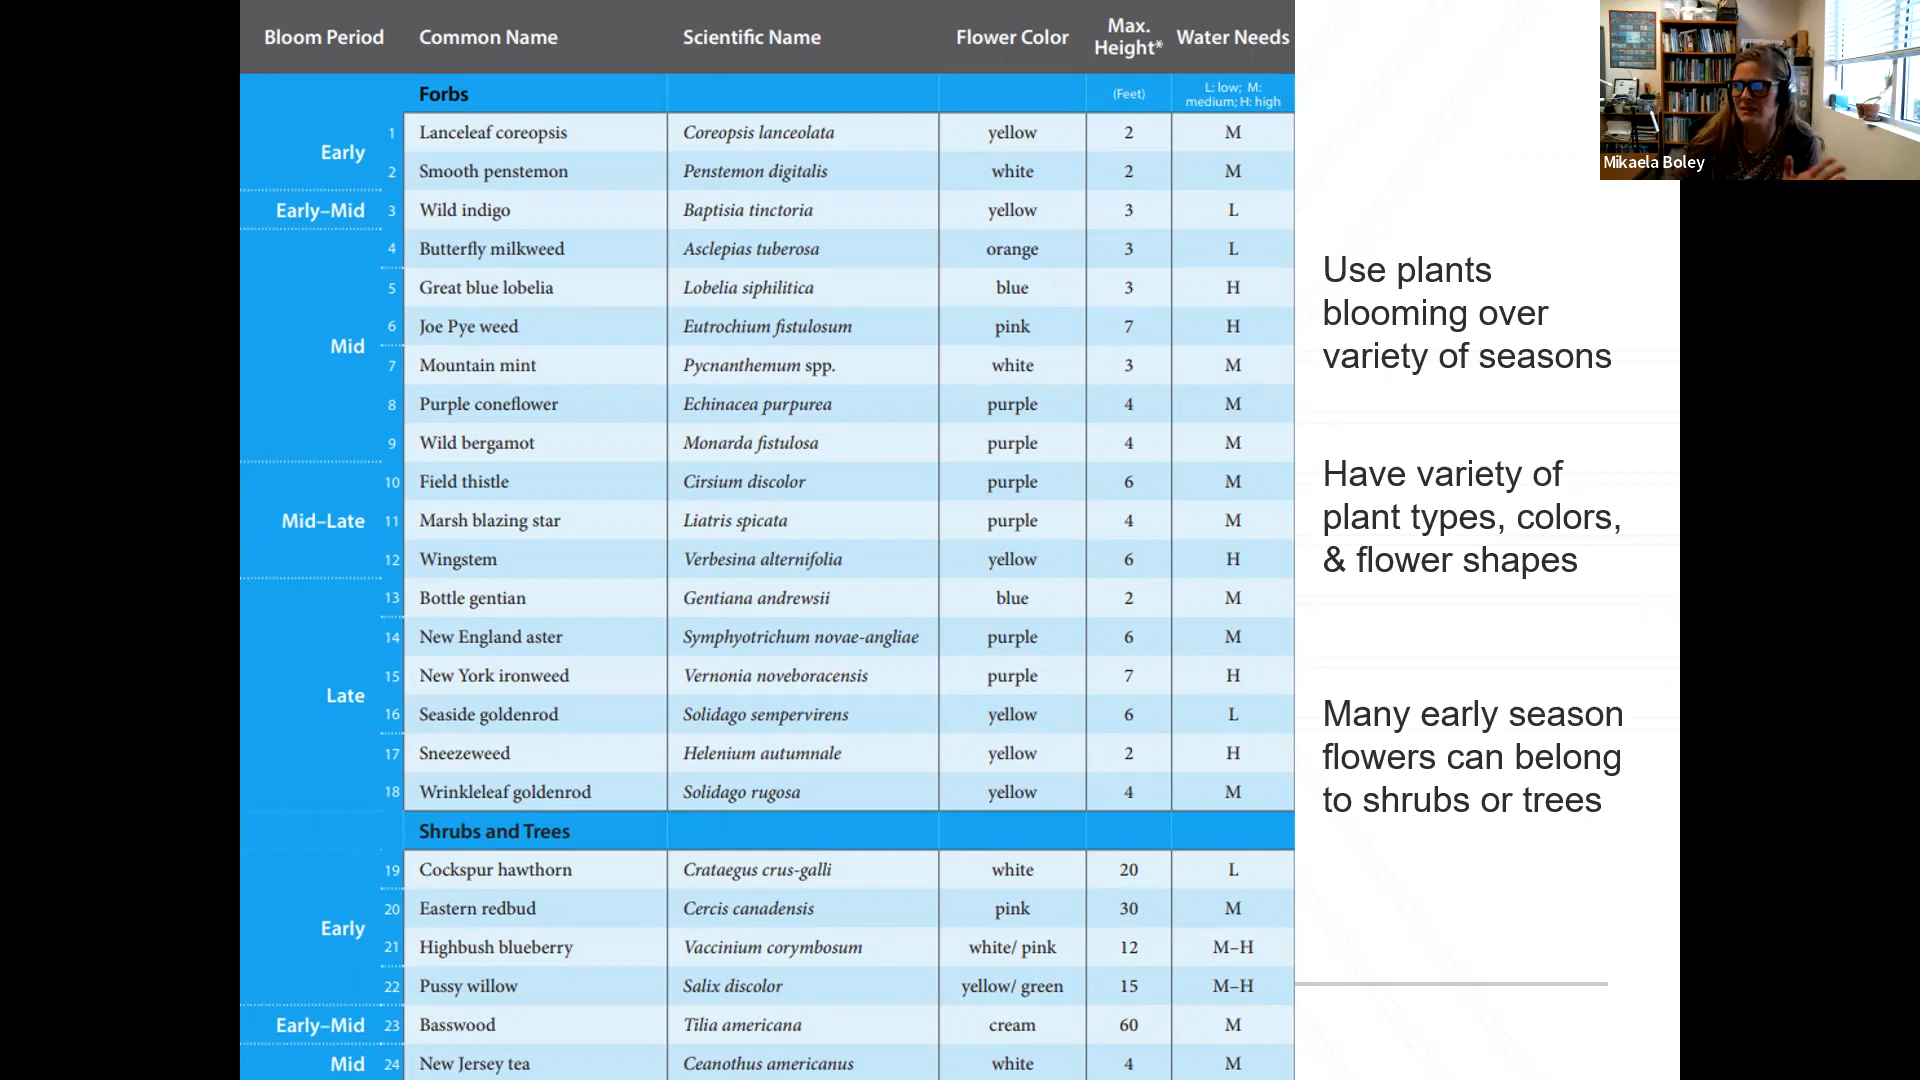 Bloom Period Common Name Scientific Name Flower Color Max. Height* Water Needs
Forbs (Feet) L: low; M: medium; H: high
Early
1 Lanceleaf coreopsis Coreopsis lanceolata yellow 2 M
2 Smooth penstemon Penstemon digitalis white 2 M
Early–Mid 3 Wild indigo Baptisia tinctoria yellow 3 L
Mid
4 Butterfly milkweed Asclepias tuberosa orange 3 L
5 Great blue lobelia Lobelia siphilitica blue 3 H
6 Joe Pye weed Eutrochium fistulosum pink 7 H
7 Mountain mint Pycnanthemum spp. white 3 M
8 Purple coneflower Echinacea purpurea purple 4 M
9 Wild bergamot Monarda fistulosa purple 4 M
Mid–Late
10 Field thistle Cirsium discolor purple 6 M
11 Marsh blazing star Liatris spicata purple 4 M
12 Wingstem Verbesina alternifolia yellow 6 H
Late
13 Bottle gentian Gentiana andrewsii blue 2 M
14 New England aster Symphyotrichum novae-angliae purple 6 M
15 New York ironweed Vernonia noveboracensis purple 7 H
16 Seaside goldenrod Solidago sempervirens yellow 6 L
17 Sneezeweed Helenium autumnale yellow 2 H
18 Wrinkleleaf goldenrod Solidago rugosa yellow 4 M
Shrubs and Trees
Early
19 Cockspur hawthorn Crataegus crus-galli white 20 L
20 Eastern redbud Cercis canadensis pink 30 M
21 Highbush blueberry Vaccinium corymbosum white/ pink 12 M–H
22 Pussy willow Salix discolor yellow/ green 15 M–H
Early–Mid 23 Basswood Tilia americana cream 60 M
Mid 24 New Jersey tea Ceanothus americanus white 4 M
Use plants
blooming over
variety of seasons
Have variety of
plant types, colors,
& flower shapes
Many early season
flowers can belong
to shrubs or trees
Mikaela Boley